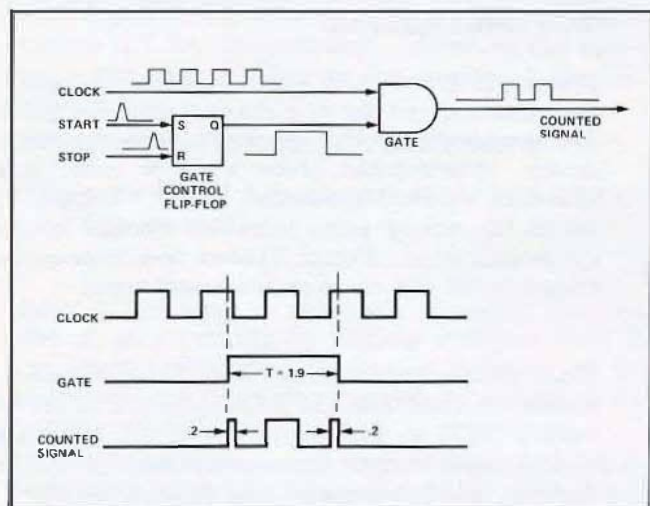 CLOCK
START
STOP
S Q
R
GATE
CONTROL
FLIP-FLOP
GATE
COUNTED
SIGNAL
CLOCK
GATE
T = 1.9
COUNTED
SIGNAL
.2
.2